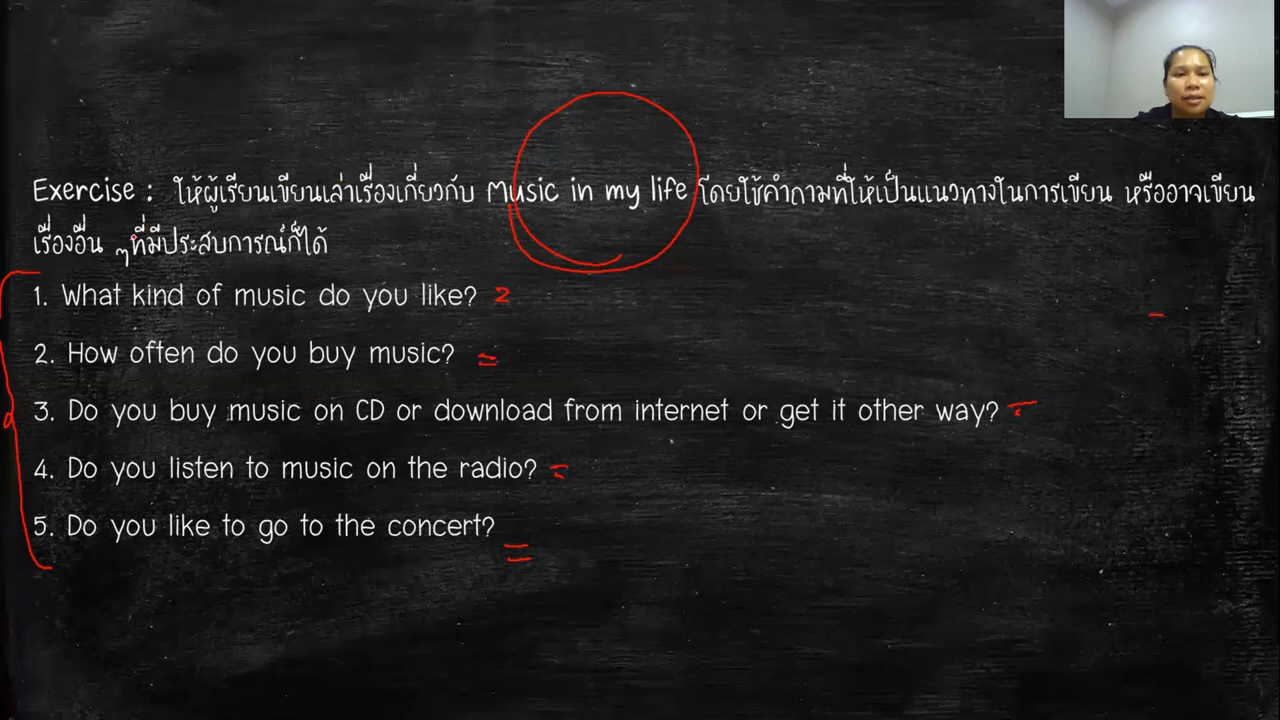 Exercise : ให้ผู้เรียนเขียนเล่าเรื่องเกี่ยวกับ Music in my life โดยใช้คำถามที่ให้เป็นแนวทางในการเขียน หรืออาจเขียน
เรื่องอื่น ๆที่มีประสบการณ์ก็ได้
1. What kind of music do you like?
2. How often do you buy music?
3. Do you buy music on CD or download from internet or get it other way?
4. Do you listen to music on the radio?
5. Do you like to go to the concert?